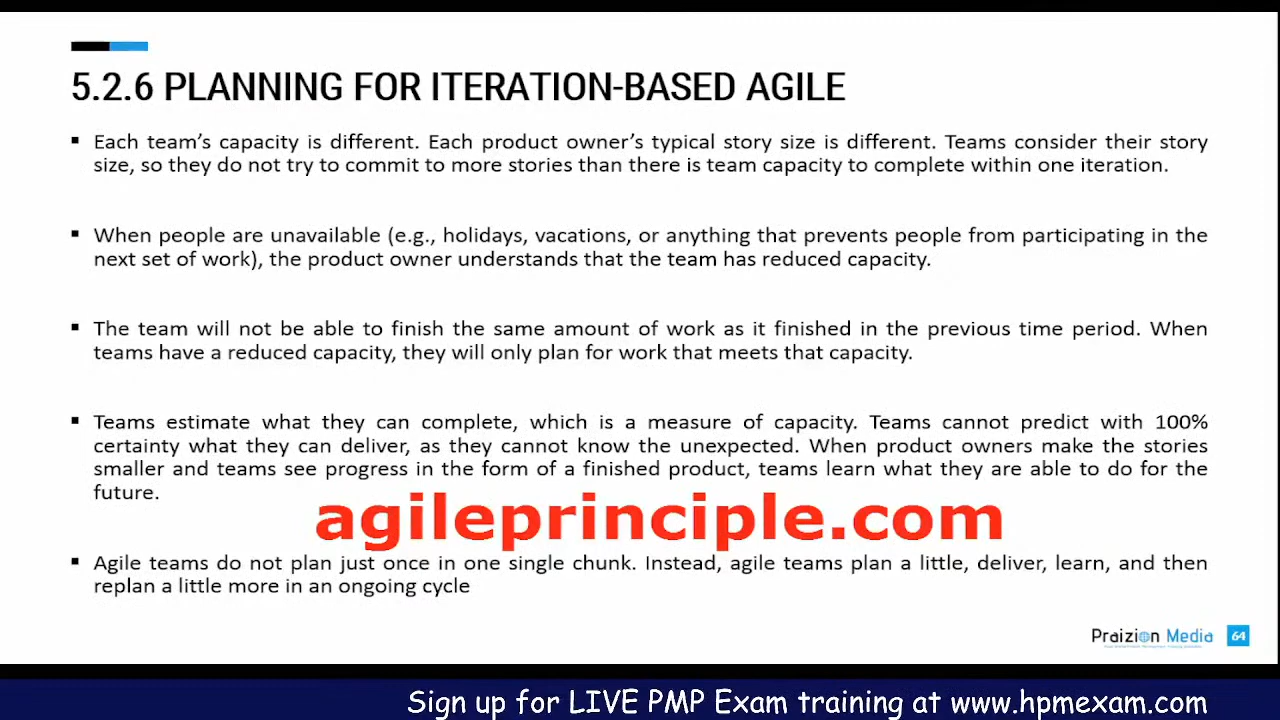 5.2.6 PLANNING FOR ITERATION-BASED AGILE
▪ Each team's capacity is different. Each product owner's typical story size is different. Teams consider their story
size, so they do not try to commit to more stories than there is team capacity to complete within one iteration.
▪ When people are unavailable (e.g., holidays, vacations, or anything that prevents people from participating in the
next set of work), the product owner understands that the team has reduced capacity.
▪ The team will not be able to finish the same amount of work as it finished in the previous time period. When
teams have a reduced capacity, they will only plan for work that meets that capacity.
▪ Teams estimate what they can complete, which is a measure of capacity. Teams cannot predict with 100%
certainty what they can deliver, as they cannot know the unexpected. When product owners make the stories
smaller and teams see progress in the form of a finished product, teams learn what they are able to do for the
future.
agileprinciple.com
▪ Agile teams do not plan just once in one single chunk. Instead, agile teams plan a little, deliver, learn, and then
replan a little more in an ongoing cycle
Praizion Media 64
Sign up for LIVE PMP Exam training at www.hpmexam.com